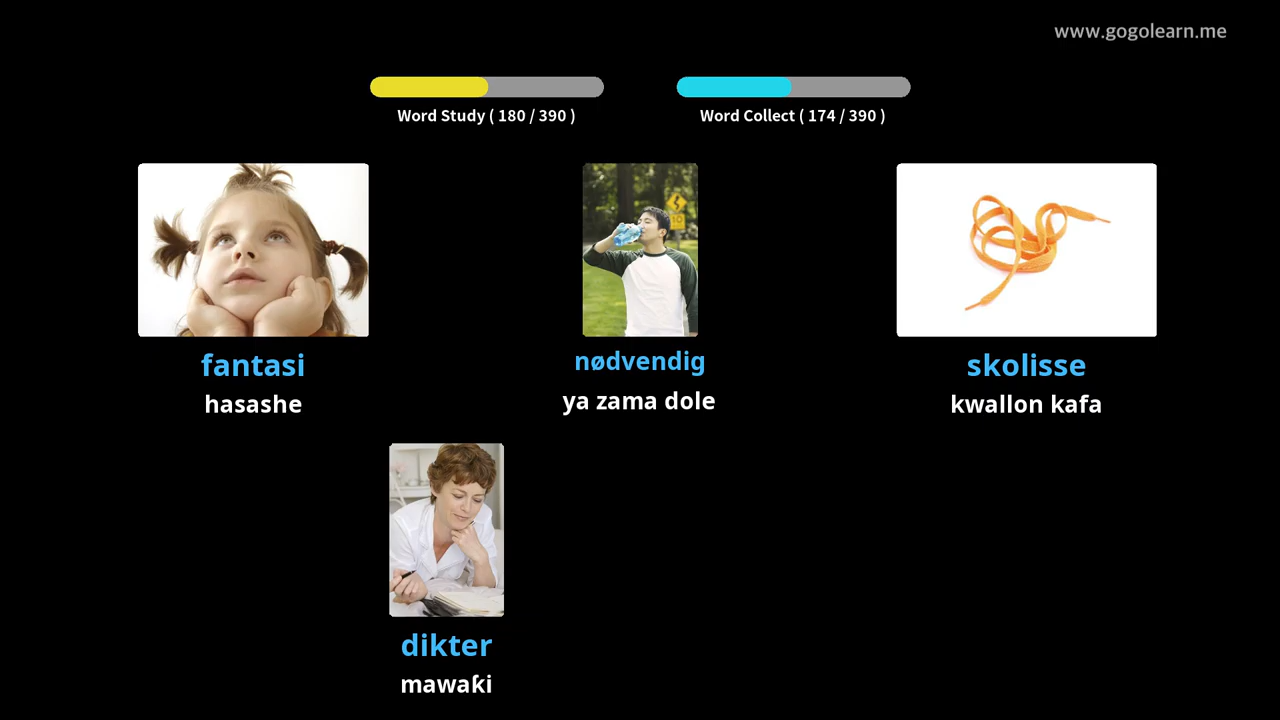 www.gogolearn.me
Word Study ( 180 / 390 )
Word Collect ( 174 / 390 )
fantasi
hasashe
nødvendig
ya zama dole
skolisse
kwallon kafa
dikter
mawaƙi